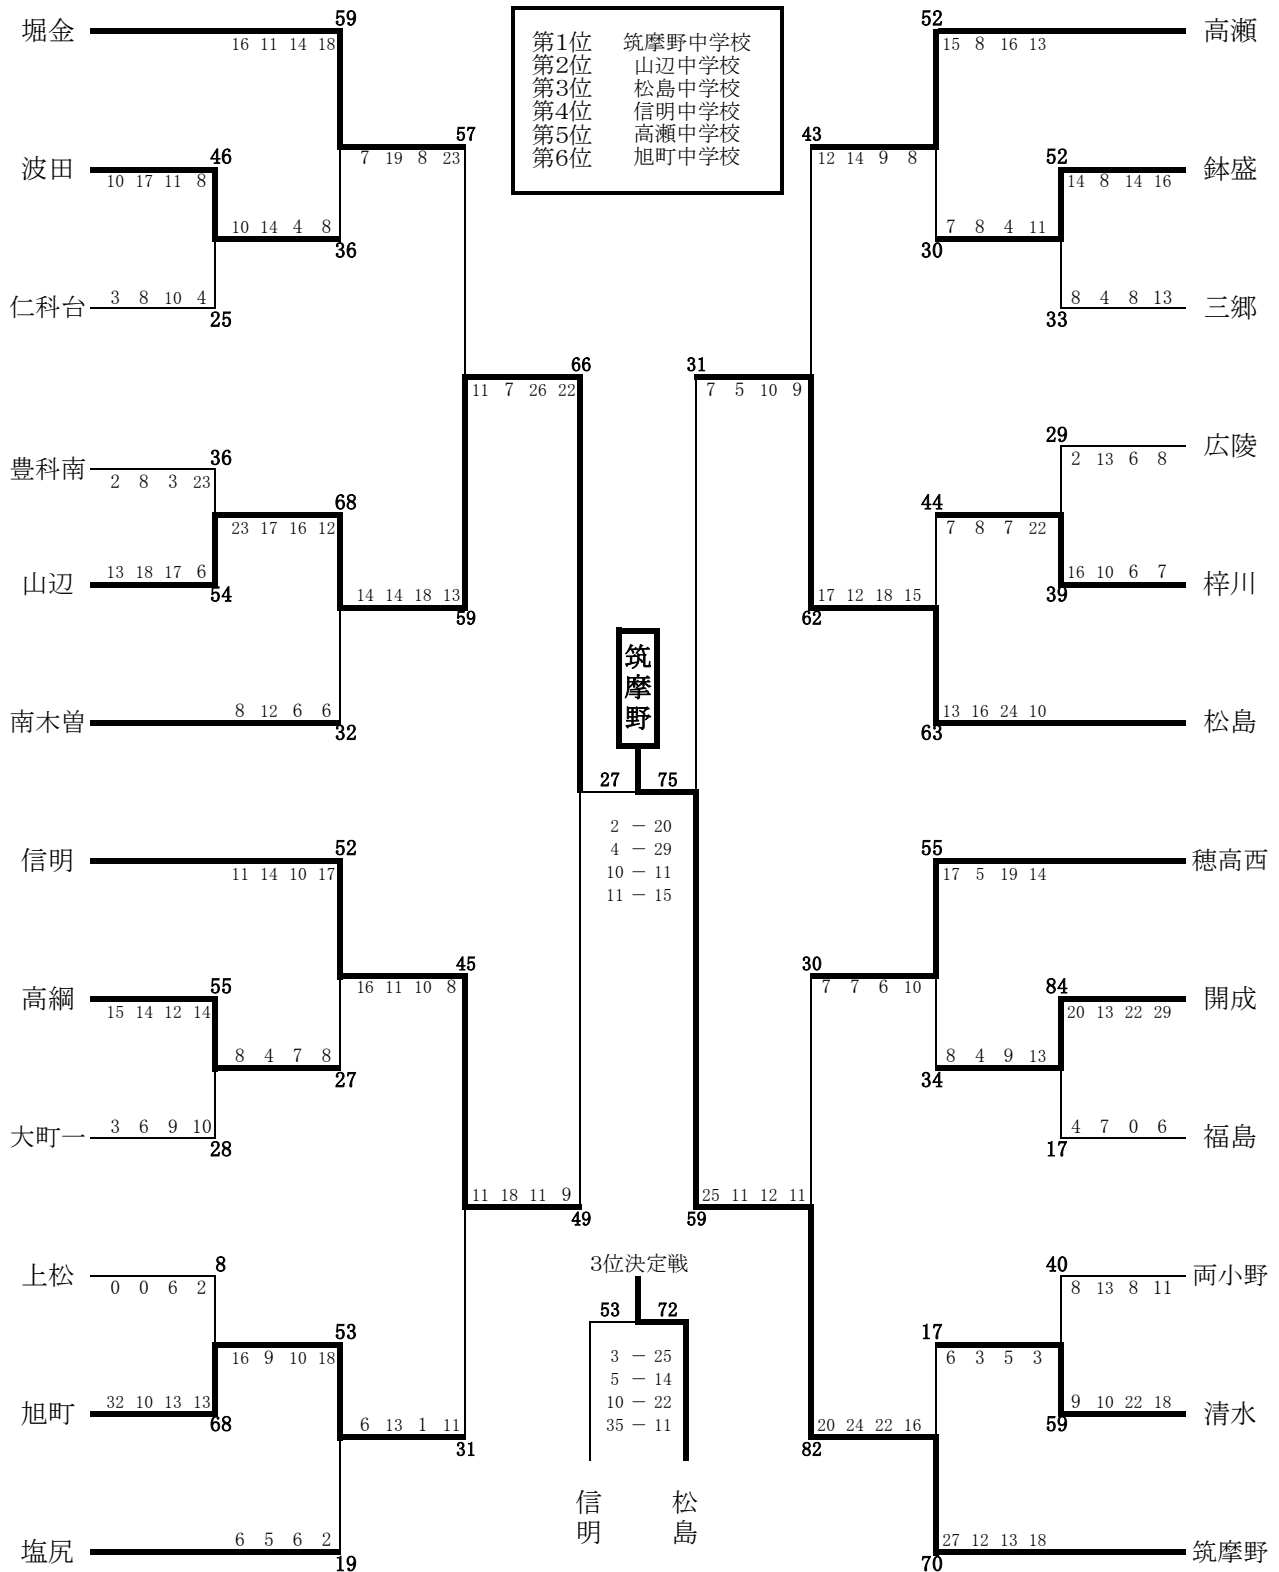 第1位 筑摩野中学校
第2位 山辺中学校
第3位 松島中学校
第4位 信明中学校
第5位 高瀬中学校
第6位 旭町中学校
堀金
59
16 11 14 18
57
7 19 8 23
波田
46
10 17 11 8
10 14 4 8
36
仁科台
3 8 10 4
25
66
11 7 26 22
豊科南
36
2 8 3 23
68
23 17 16 12
山辺
13 18 17 6
54
14 14 18 13
59
南木曽
8 12 6 6
32
信明
52
11 14 10 17
45
16 11 10 8
高綱
55
15 14 12 14
8 4 7 8
27
大町一
3 6 9 10
28
11 18 11 9
49
上松
8
0 0 6 2
53
16 9 10 18
旭町
32 10 13 13
68
6 13 1 11
31
塩尻
6 5 6 2
19
筑摩野
27 75
2 － 20
4 － 29
10 － 11
11 － 15
3位決定戦
53 72
3 － 25
5 － 14
10 － 22
35 － 11
信明
松島
52
高瀬
15 8 16 13
43
12 14 9 8
52
鉢盛
14 8 14 16
7 8 4 11
30
8 4 8 13
三郷
33
31
7 5 10 9
29
広陵
2 13 6 8
44
7 8 7 22
16 10 6 7
梓川
39
17 12 18 15
62
13 16 24 10
松島
63
55
穂高西
17 5 19 14
30
7 7 6 10
84
開成
20 13 22 29
8 4 9 13
34
4 7 0 6
福島
17
25 11 12 11
59
40
両小野
8 13 8 11
17
6 3 5 3
9 10 22 18
清水
59
20 24 22 16
82
27 12 13 18
筑摩野
70